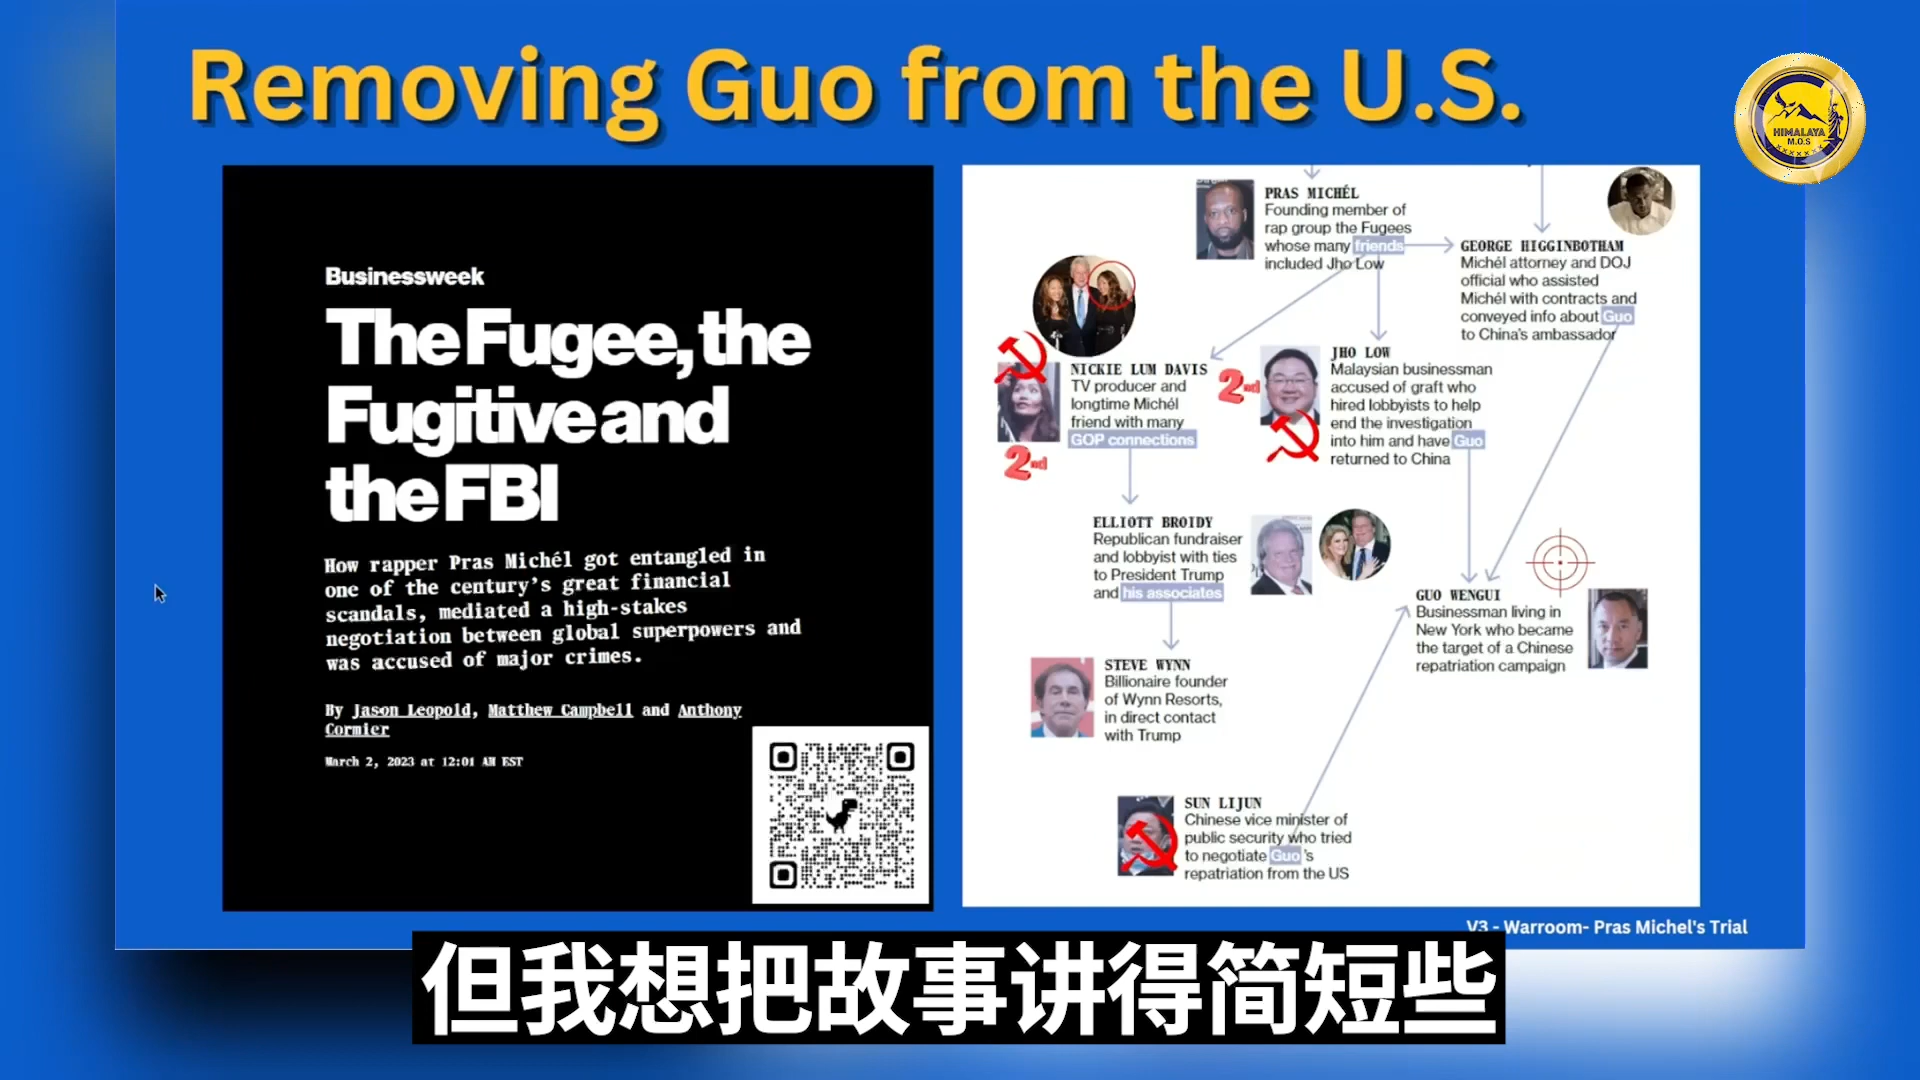 Removing Guo from the U.S.
HIMALAYA
M.O.S
Businessweek
The Fugee, the
Fugitive and
the FBI
How rapper Pras Michél got entangled in
one of the century's great financial
scandals, mediated a high-stakes
negotiation between global superpowers and
was accused of major crimes.
By Jason Leopold, Matthew Campbell and Anthony
Cormier
March 2, 2023 at 12:01 AM EST
PRAS MICHÉL
Founding member of
rap group the Fugees
whose many friends
included Jho Low
GEORGE HIGGINBOTHAM
Michél attorney and DOJ
official who assisted
Michél with contracts and
conveyed info about Guo
to China's ambassador
NICKIE LUM DAVIS
TV producer and
longtime Michél
friend with many
GOP connections
2nd
JHO LOW
Malaysian businessman
accused of graft who
hired lobbyists to help
end the investigation
into him and have Guo
returned to China
2nd
ELLIOTT BROIDY
Republican fundraiser
and lobbyist with ties
to President Trump
and his associates
GUO WENGUI
Businessman living in
New York who became
the target of a Chinese
repatriation campaign
STEVE WYNN
Billionaire founder
of Wynn Resorts,
in direct contact
with Trump
SUN LIJUN
Chinese vice minister of
public security who tried
to negotiate Guo's
repatriation from the US
V3 - Warroom- Pras Michel's Trial
但我想把故事讲得简短些